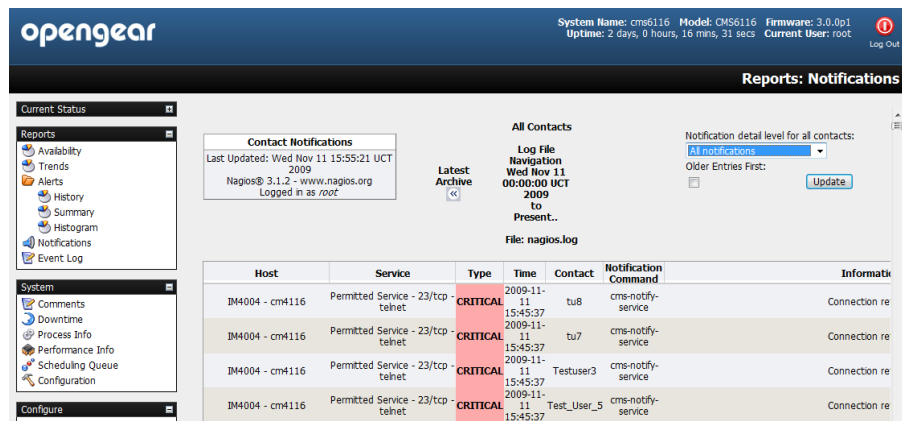 opengear
System Name: cms6116 Model: CMS6116 Firmware: 3.0.0p1
Uptime: 2 days, 0 hours, 16 mins, 31 secs Current User: root
Log Out
Reports: Notifications
Current Status
Reports
Availability
Trends
Alerts
History
Summary
Histogram
Notifications
Event Log
System
Comments
Downtime
Process Info
Performance Info
Scheduling Queue
Configuration
Configure
Contact Notifications
Last Updated: Wed Nov 11 15:55:21 UCT
2009
Nagios® 3.1.2 - www.nagios.org
Logged in as root
Latest
Archive
All Contacts
Log File
Navigation
Wed Nov 11
00:00:00 UCT
2009
to
Present..
File: nagios.log
Notification detail level for all contacts:
All notifications
Older Entries First:
Update
Host Service Type Time Contact Notification Command Informatio
IM4004 - cm4116 Permitted Service - 23/tcp - telnet CRITICAL 2009-11-11 15:45:37 tu8 cms-notify-service Connection re
IM4004 - cm4116 Permitted Service - 23/tcp - telnet CRITICAL 2009-11-11 15:45:37 tu7 cms-notify-service Connection re
IM4004 - cm4116 Permitted Service - 23/tcp - telnet CRITICAL 2009-11-11 15:45:37 Testuser3 cms-notify-service Connection re
IM4004 - cm4116 Permitted Service - 23/tcp - telnet CRITICAL 2009-11-11 15:45:37 Test_User_5 cms-notify-service Connection re